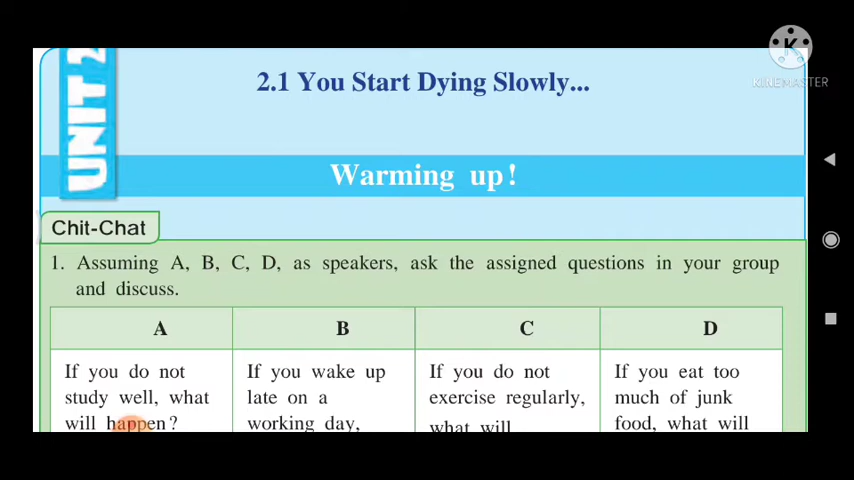 UNIT 2
K
KINEMASTER
2.1 You Start Dying Slowly...
Warming up!
Chit-Chat
1. Assuming A, B, C, D, as speakers, ask the assigned questions in your group
and discuss.
A B C D
If you do not
study well, what
will happen?
If you wake up
late on a
working day,
If you do not
exercise regularly,
what will
If you eat too
much of junk
food, what will